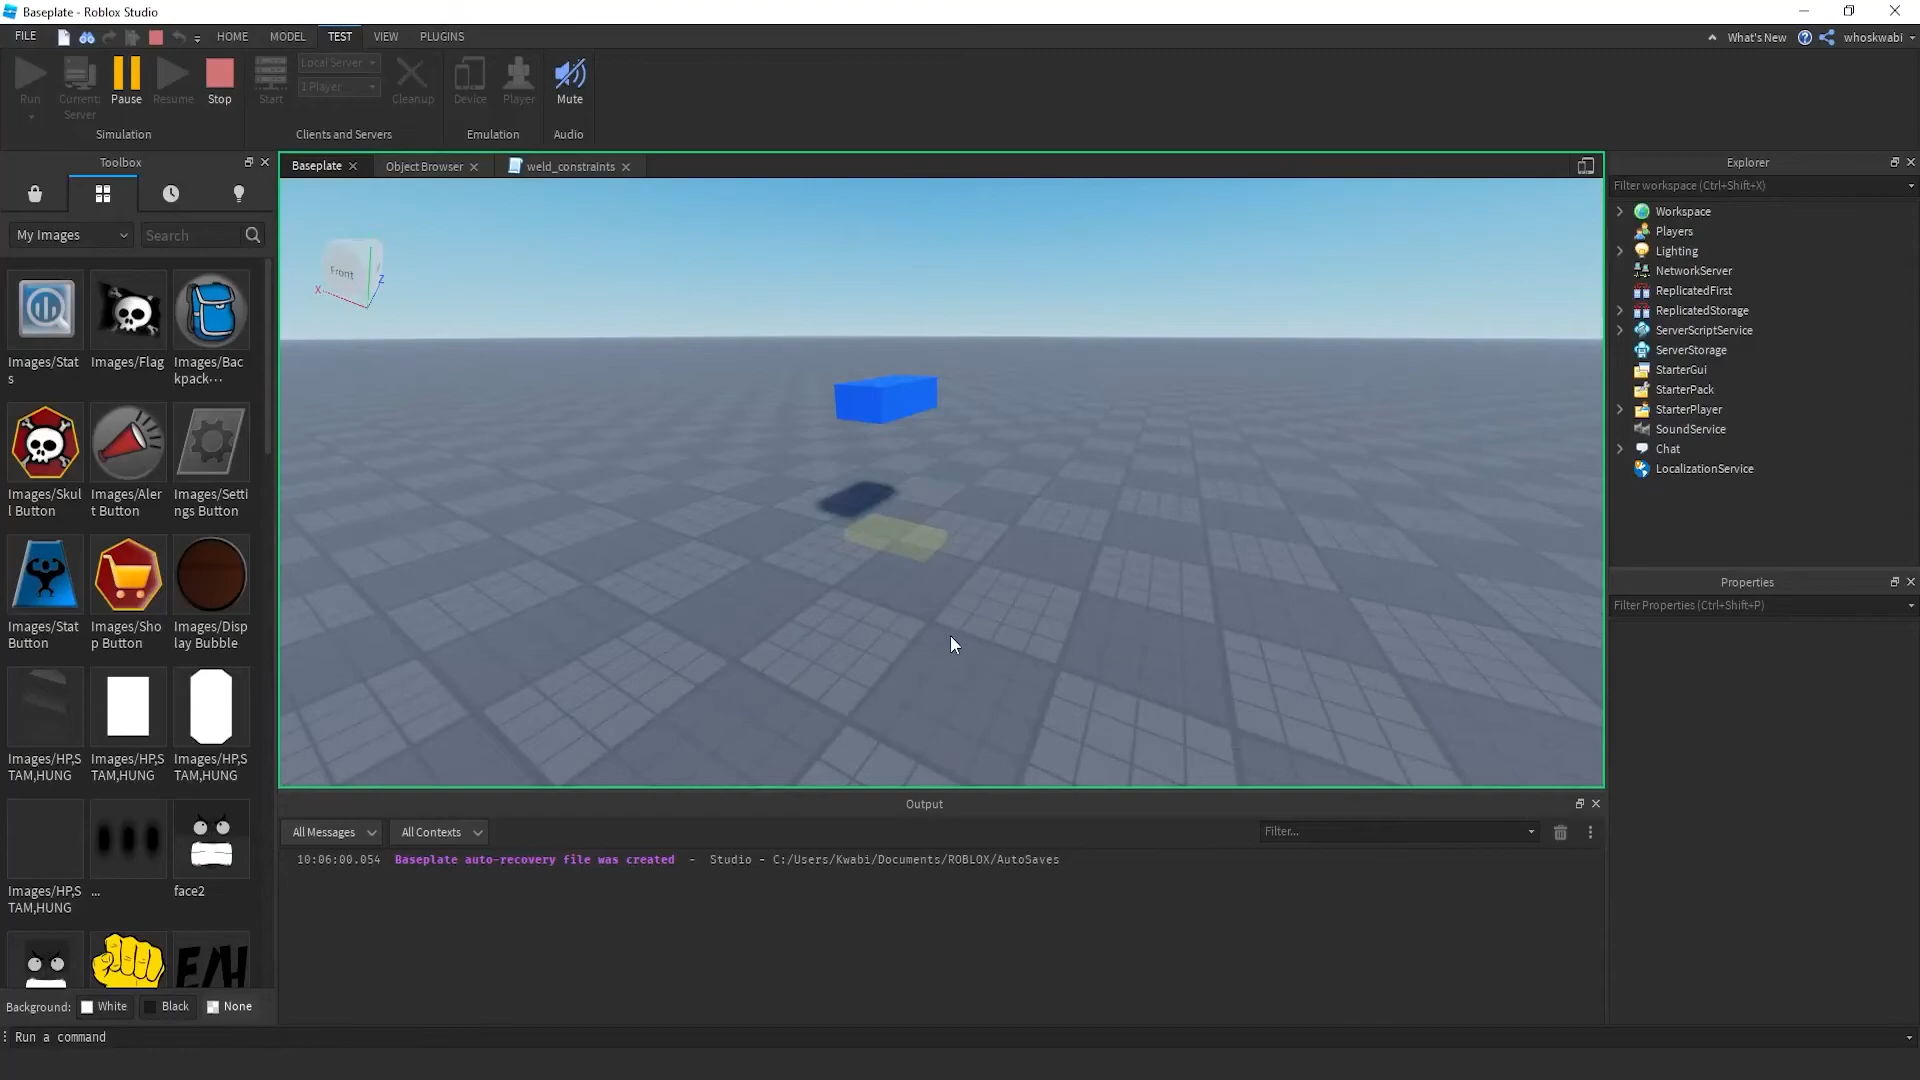 Baseplate - Roblox Studio
FILE
HOME
MODEL
TEST
VIEW
PLUGINS
What's New
whoskwabi
Run
Current:
Server
Pause
Resume
Stop
Simulation
Start
Local Server
1 Player
Cleanup
Clients and Servers
Device
Player
Emulation
Mute
Audio
Toolbox
My Images
Search
Images/Stat
s
Images/Flag
Images/Bac
kpack···
Images/Skul
l Button
Images/Aler
t Button
Images/Setti
ngs Button
Images/Stat
Button
Images/Sho
p Button
Images/Disp
lay Bubble
Images/HP,S
TAM,HUNG
Images/HP,S
TAM,HUNG
Images/HP,S
TAM,HUNG
Images/HP,S
TAM,HUNG
...
face2
E/H
Background:
White
Black
None
Run a command
Baseplate
Object Browser
weld_constraints
Front
X
Z
Output
All Messages
All Contexts
Filter...
10:06:00.054 Baseplate auto-recovery file was created - Studio - C:/Users/Kwabi/Documents/ROBLOX/AutoSaves
Explorer
Filter workspace (Ctrl+Shift+X)
Workspace
Players
Lighting
NetworkServer
ReplicatedFirst
ReplicatedStorage
ServerScriptService
ServerStorage
StarterGui
StarterPack
StarterPlayer
SoundService
Chat
LocalizationService
Properties
Filter Properties (Ctrl+Shift+P)